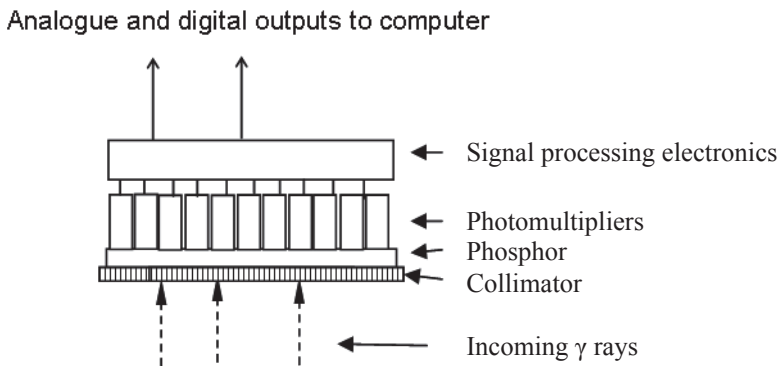 Analogue and digital outputs to computer
Signal processing electronics
Photomultipliers
Phosphor
Collimator
Incoming γ rays